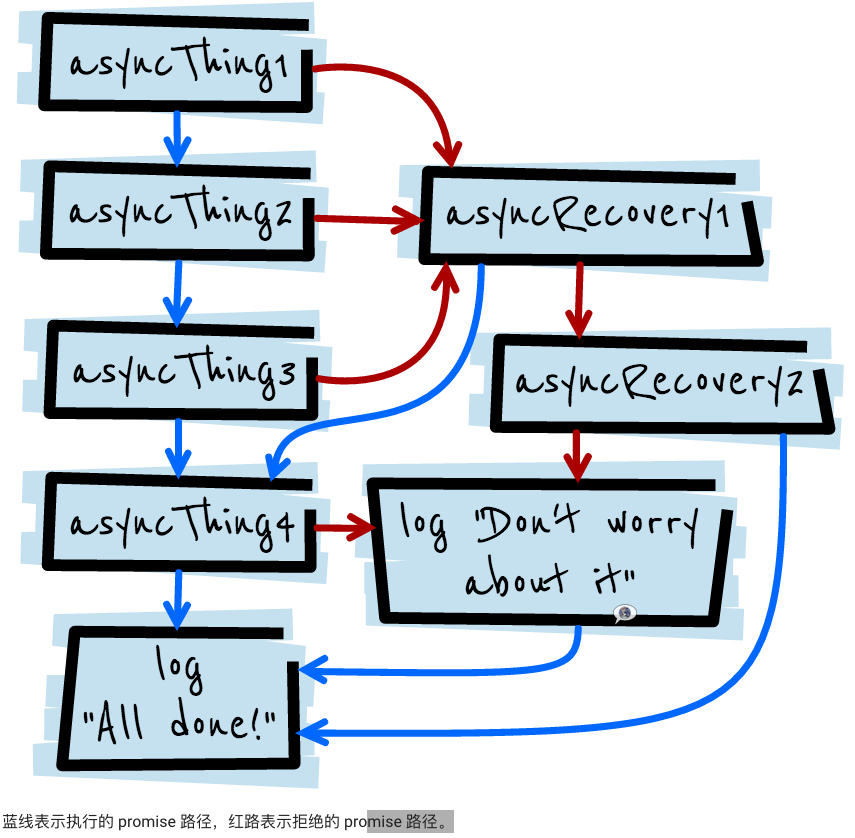 asyncThing1
asyncThing2
asyncRecovery1
asyncThing3
asyncRecovery2
asyncThing4
log "Don't worry
about it"
log
"All done!"
蓝线表示执行的 promise 路径，红路表示拒绝的 promise 路径。